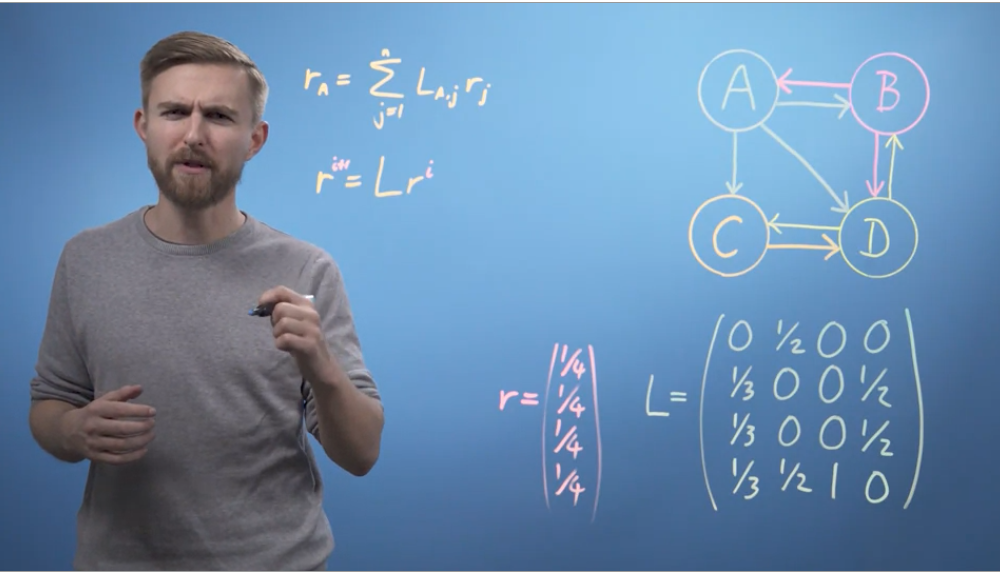 r_A = Σ_{j=1}^{n} L_{A,j} r_j
r^{i+1} = L r^i
A B
C D
r = (1/4
1/4
1/4
1/4)
L = (0 1/2 0 0
1/3 0 0 1/2
1/3 0 0 1/2
1/3 1/2 1 0)